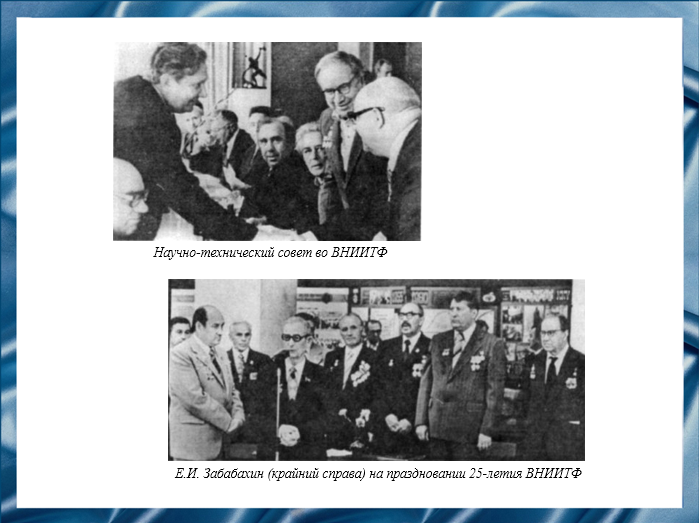 Научно-технический совет во ВНИИТФ
Е.И. Забабахин (крайний справа) на праздновании 25-летия ВНИИТФ